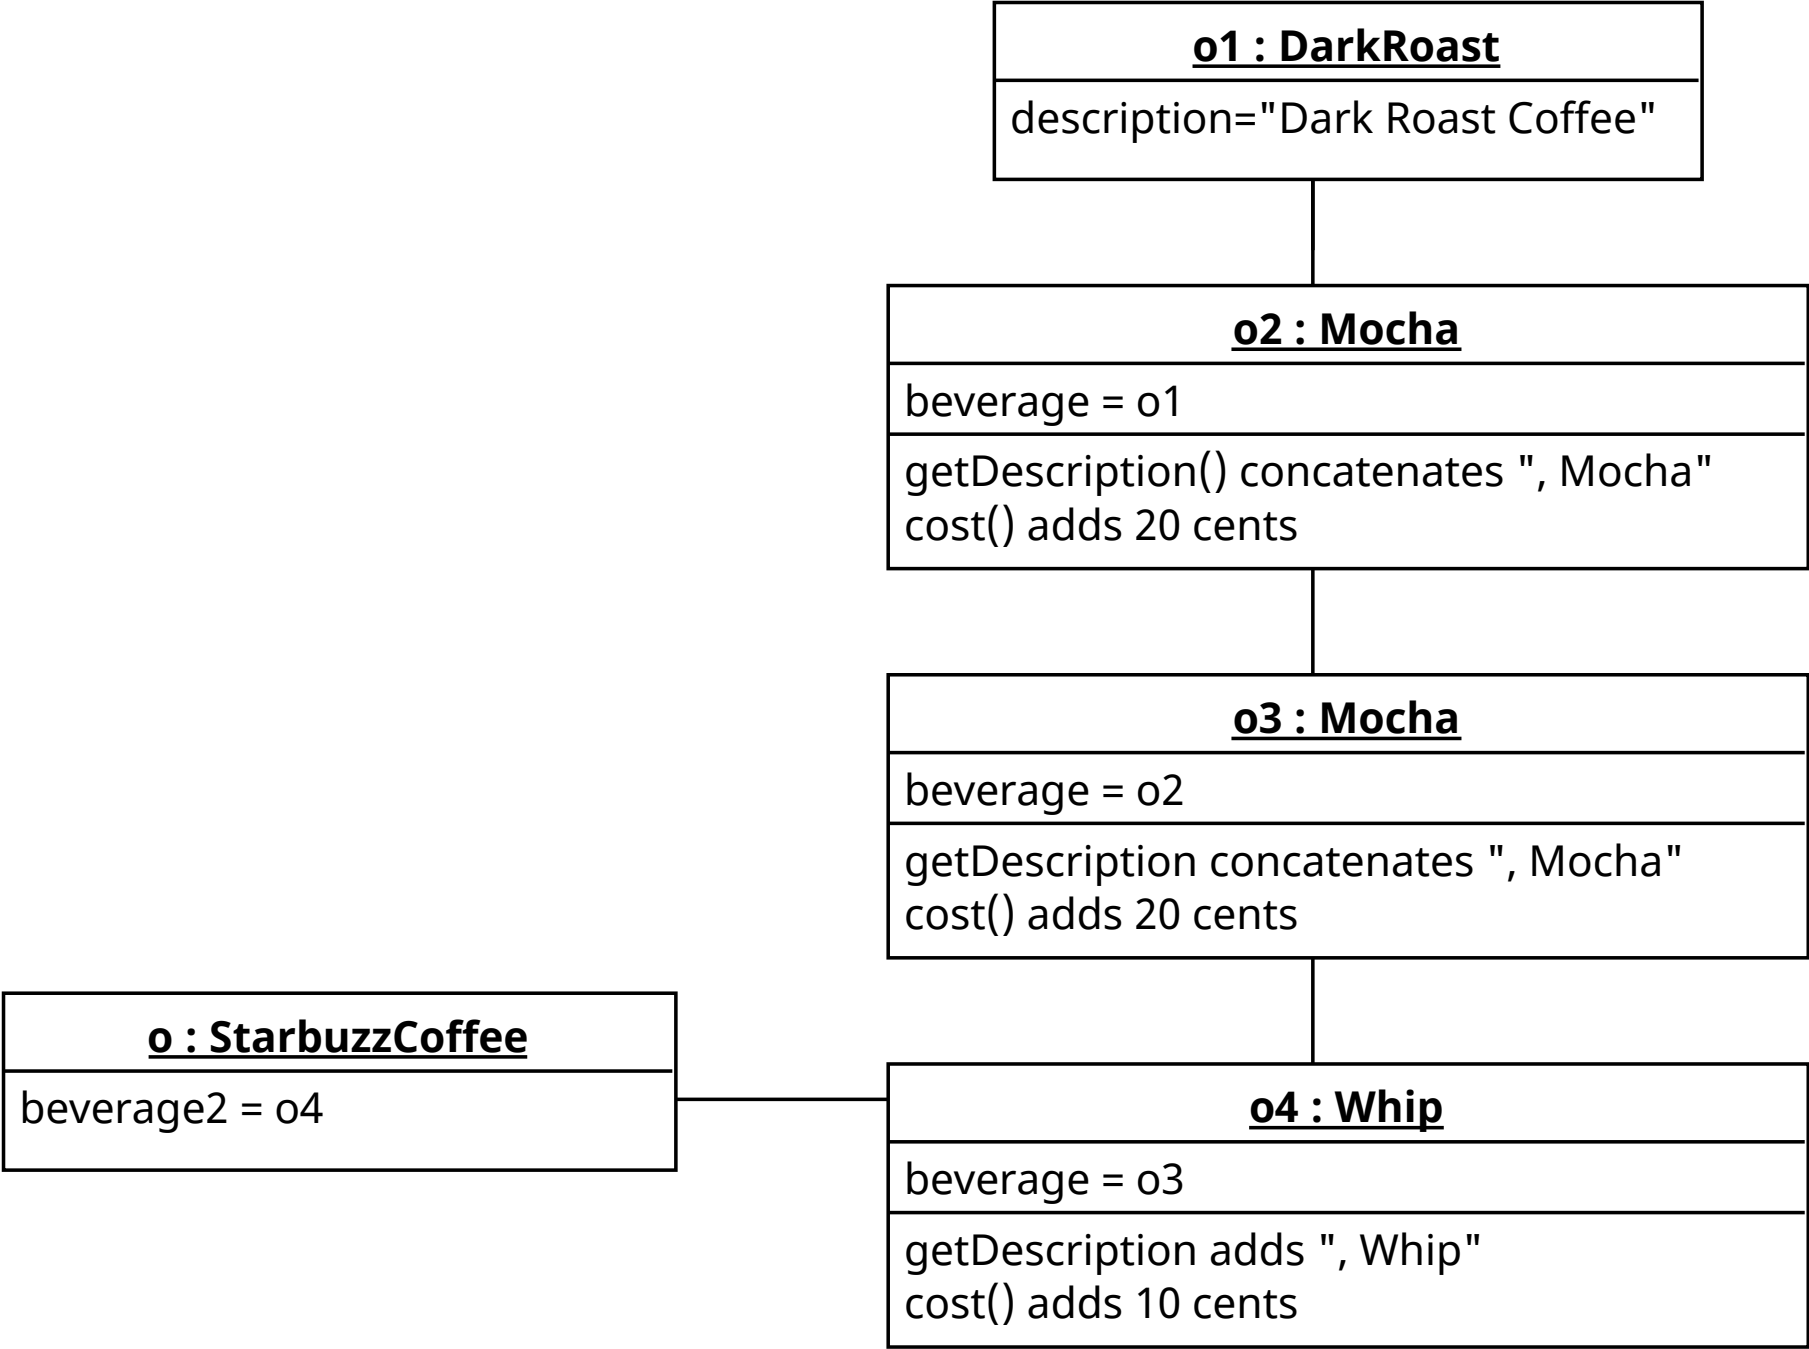 o1 : DarkRoast
description="Dark Roast Coffee"
o2 : Mocha
beverage = o1
getDescription() concatenates ", Mocha"
cost() adds 20 cents
o3 : Mocha
beverage = o2
getDescription concatenates ", Mocha"
cost() adds 20 cents
o : StarbuzzCoffee
beverage2 = o4
o4 : Whip
beverage = o3
getDescription adds ", Whip"
cost() adds 10 cents